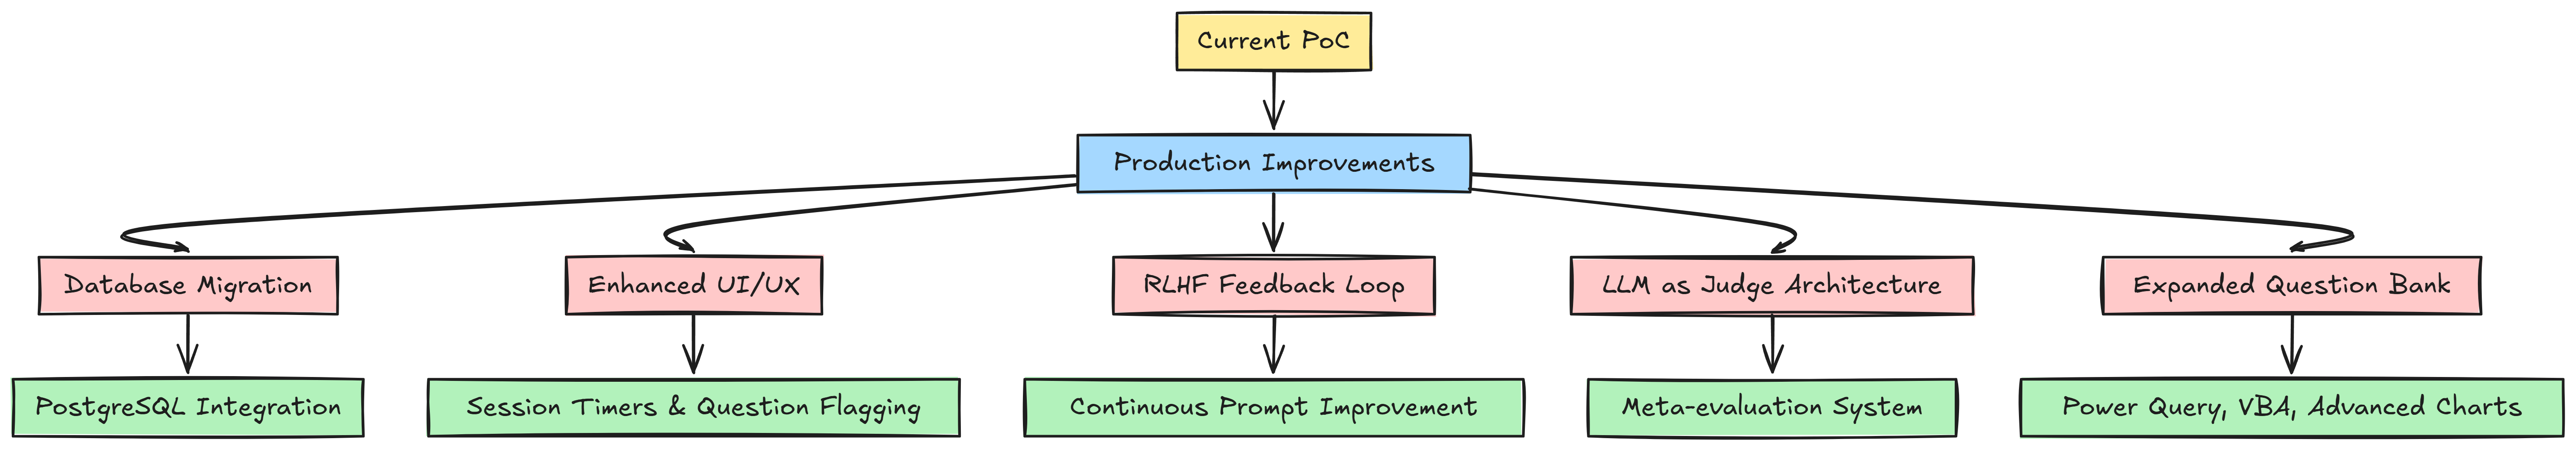 Current PoC
Production Improvements
Database Migration
Enhanced UI/UX
RLHF Feedback Loop
LLM as Judge Architecture
Expanded Question Bank
PostgreSQL Integration
Session Timers & Question Flagging
Continuous Prompt Improvement
Meta-evaluation System
Power Query, VBA, Advanced Charts